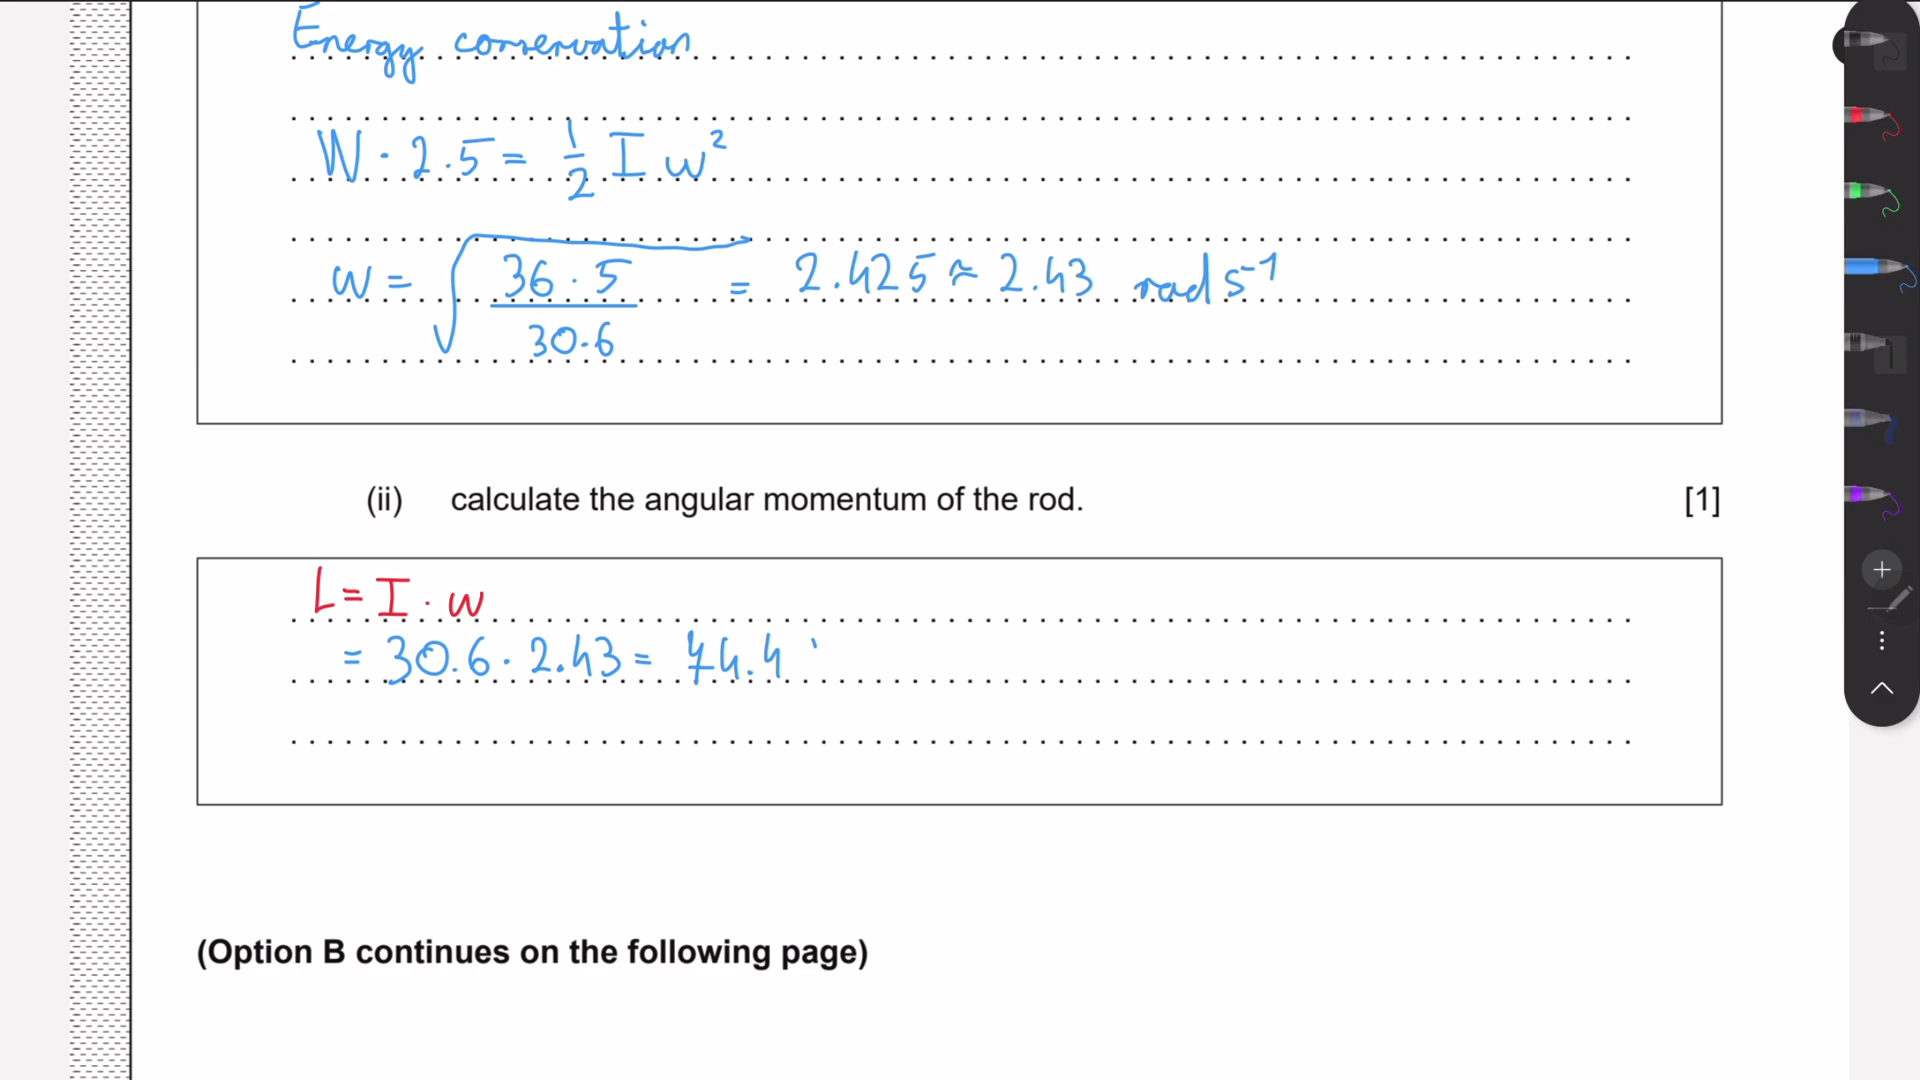 Energy conservation
W · 2.5 = 1/2 I w²
w = √(36 · 5 / 30.6) = 2.425 ≈ 2.43 rad s⁻¹
(ii) calculate the angular momentum of the rod. [1]
L = I · w
= 30.6 · 2.43 = 74.4
(Option B continues on the following page)